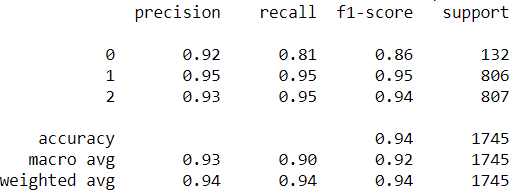 precision recall f1-score support
0 0.92 0.81 0.86 132
1 0.95 0.95 0.95 806
2 0.93 0.95 0.94 807
accuracy 0.94 1745
macro avg 0.93 0.90 0.92 1745
weighted avg 0.94 0.94 0.94 1745